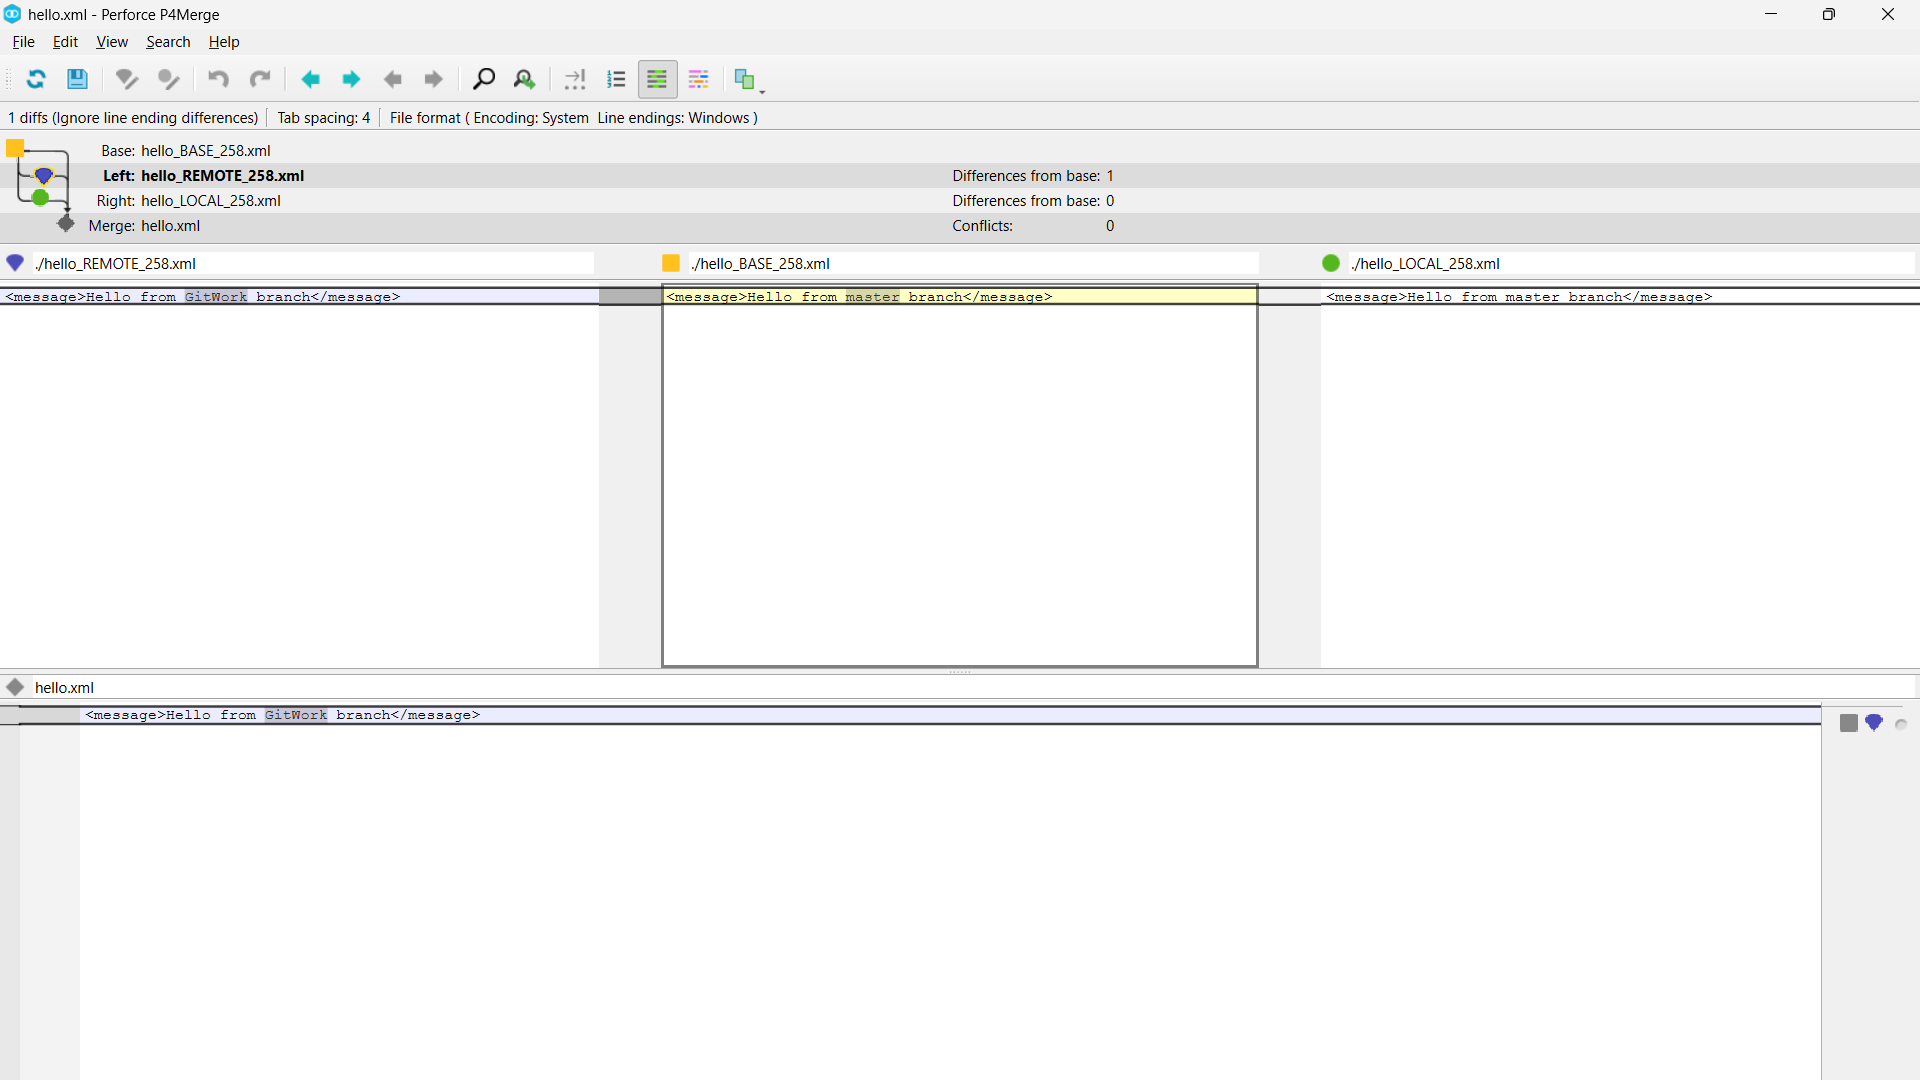 hello.xml - Perforce P4Merge
File Edit View Search Help
1 diffs (Ignore line ending differences) Tab spacing: 4 File format ( Encoding: System Line endings: Windows )
Base: hello_BASE_258.xml
Left: hello_REMOTE_258.xml Differences from base: 1
Right: hello_LOCAL_258.xml Differences from base: 0
Merge: hello.xml Conflicts: 0
./hello_REMOTE_258.xml ./hello_BASE_258.xml ./hello_LOCAL_258.xml
<message>Hello from GitWork branch</message> <message>Hello from master branch</message> <message>Hello from master branch</message>
hello.xml
<message>Hello from GitWork branch</message>